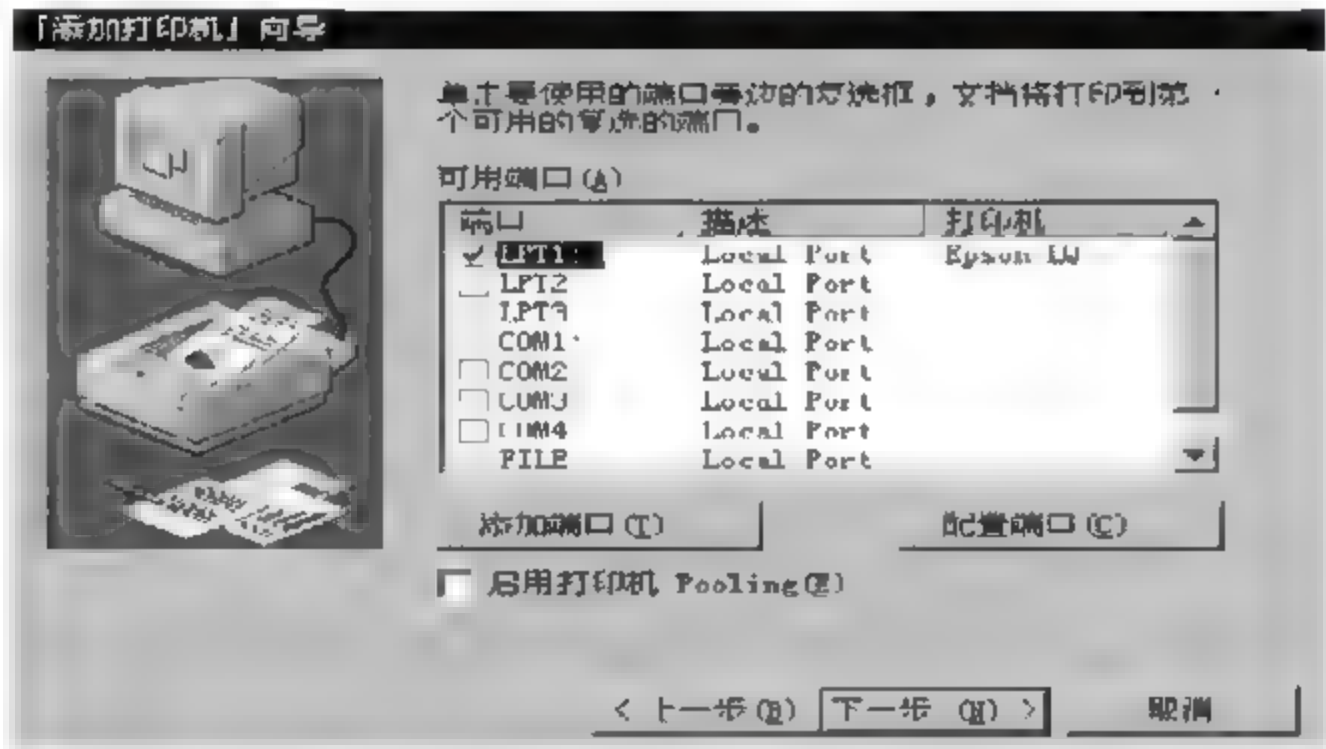 「添加打印机」向导
单击要使用的端口旁边的复选框,文档将打印到第
个可用的复选的端口。
可用端口(A)
端口 描述 打印机
LPT1: Local Port Epson
LPT2 Local Port
LPT3 Local Port
COM1: Local Port
COM2 Local Port
COM3 Local Port
COM4 Local Port
FILE Local Port
添加端口(T) 配置端口(C)
启用打印机 Pooling(E)
< 上一步(B) 下一步 (N) > 取消